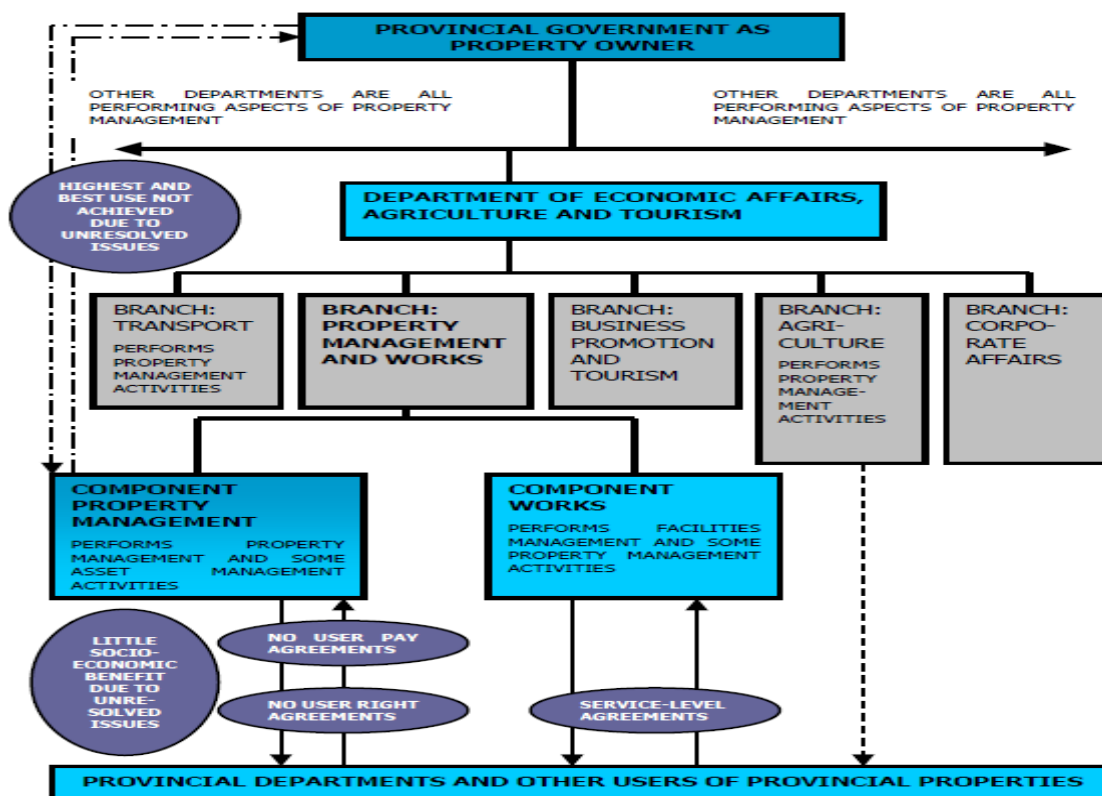 PROVINCIAL GOVERNMENT AS
PROPERTY OWNER
OTHER DEPARTMENTS ARE ALL
PERFORMING ASPECTS OF PROPERTY
MANAGEMENT
OTHER DEPARTMENTS ARE ALL
PERFORMING ASPECTS OF PROPERTY
MANAGEMENT
HIGHEST AND
BEST USE NOT
ACHIEVED
DUE TO
UNRESOLVED
ISSUES
DEPARTMENT OF ECONOMIC AFFAIRS,
AGRICULTURE AND TOURISM
BRANCH:
TRANSPORT
PERFORMS
PROPERTY
MANAGEMENT
ACTIVITIES
BRANCH:
PROPERTY
MANAGEMENT
AND WORKS
BRANCH:
BUSINESS
PROMOTION
AND
TOURISM
BRANCH:
AGRI-
CULTURE
PERFORMS
PROPERTY
MANAGE-
MENT
ACTIVITIES
BRANCH:
CORPO-
RATE
AFFAIRS
COMPONENT
PROPERTY
MANAGEMENT
PERFORMS PROPERTY
MANAGEMENT AND SOME
ASSET MANAGEMENT
ACTIVITIES
COMPONENT
WORKS
PERFORMS FACILITIES
MANAGEMENT AND SOME
PROPERTY MANAGEMENT
ACTIVITIES
LITTLE
SOCIO-
ECONOMIC
BENEFIT
DUE TO
UNRE-
SOLVED
ISSUES
NO USER PAY
AGREEMENTS
NO USER RIGHT
AGREEMENTS
SERVICE-LEVEL
AGREEMENTS
PROVINCIAL DEPARTMENTS AND OTHER USERS OF PROVINCIAL PROPERTIES